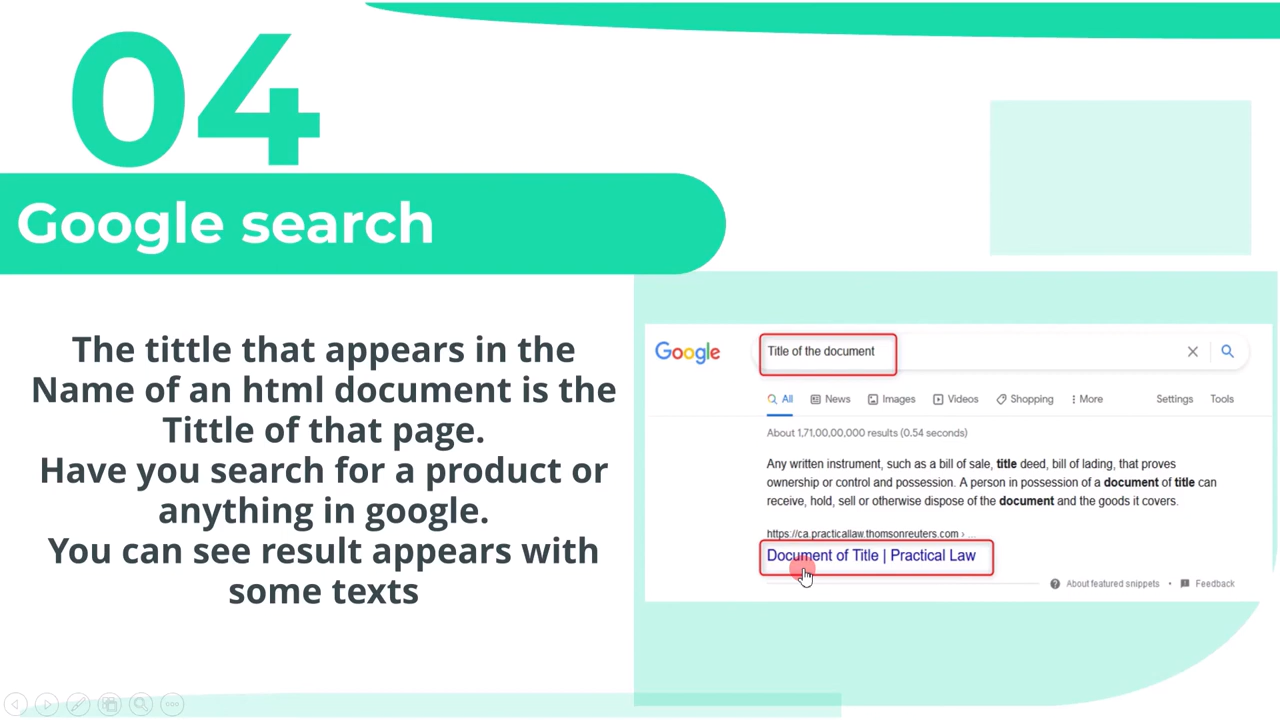 04
Google search
The tittle that appears in the
Name of an html document is the
Tittle of that page.
Have you search for a product or
anything in google.
You can see result appears with
some texts
Google
Title of the document
All News Images Videos Shopping More Settings Tools
About 1,71,00,00,000 results (0.54 seconds)
Any written instrument, such as a bill of sale, title deed, bill of lading, that proves
ownership or control and possession. A person in possession of a document of title can
receive, hold, sell or otherwise dispose of the document and the goods it covers.
https://ca.practicallaw.thomsonreuters.com › ...
Document of Title | Practical Law
About featured snippets • Feedback